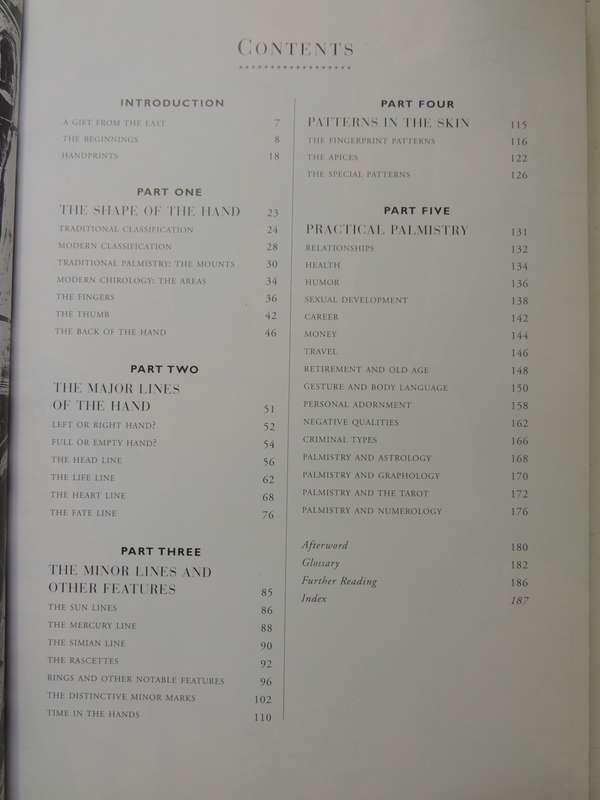 CONTENTS
INTRODUCTION
A GIFT FROM THE EAST 7
THE BEGINNINGS 8
HANDPRINTS 18
PART ONE
THE SHAPE OF THE HAND 23
TRADITIONAL CLASSIFICATION 24
MODERN CLASSIFICATION 28
TRADITIONAL PALMISTRY: THE MOUNTS 30
MODERN CHIROLOGY: THE AREAS 34
THE FINGERS 36
THE THUMB 42
THE BACK OF THE HAND 46
PART TWO
THE MAJOR LINES
OF THE HAND 51
LEFT OR RIGHT HAND? 52
FULL OR EMPTY HAND? 54
THE HEAD LINE 56
THE LIFE LINE 62
THE HEART LINE 68
THE FATE LINE 76
PART THREE
THE MINOR LINES AND
OTHER FEATURES 85
THE SUN LINES 86
THE MERCURY LINE 88
THE SIMIAN LINE 90
THE RASCETTES 92
RINGS AND OTHER NOTABLE FEATURES 96
THE DISTINCTIVE MINOR MARKS 102
TIME IN THE HANDS 110
PART FOUR
PATTERNS IN THE SKIN 115
THE FINGERPRINT PATTERNS 116
THE APICES 122
THE SPECIAL PATTERNS 126
PART FIVE
PRACTICAL PALMISTRY 131
RELATIONSHIPS 132
HEALTH 134
HUMOR 136
SEXUAL DEVELOPMENT 138
CAREER 142
MONEY 144
TRAVEL 146
RETIREMENT AND OLD AGE 148
GESTURE AND BODY LANGUAGE 150
PERSONAL ADORNMENT 158
NEGATIVE QUALITIES 162
CRIMINAL TYPES 166
PALMISTRY AND ASTROLOGY 168
PALMISTRY AND GRAPHOLOGY 170
PALMISTRY AND THE TAROT 172
PALMISTRY AND NUMEROLOGY 176
Afterword 180
Glossary 182
Further Reading 186
Index 187